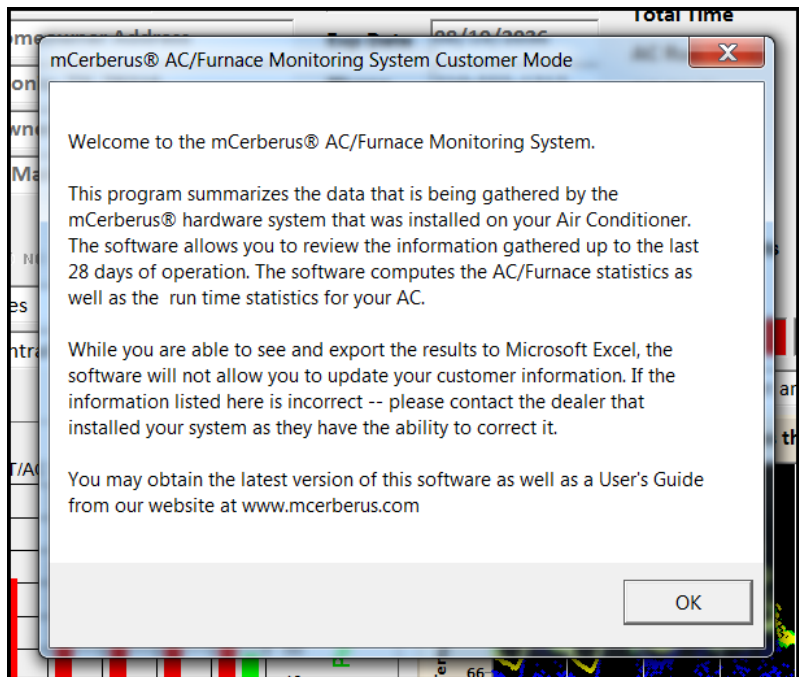 Total Time
mCerberus® AC/Furnace Monitoring System Customer Mode
Welcome to the mCerberus® AC/Furnace Monitoring System.
This program summarizes the data that is being gathered by the
mCerberus® hardware system that was installed on your Air Conditioner.
The software allows you to review the information gathered up to the last
28 days of operation. The software computes the AC/Furnace statistics as
well as the  run time statistics for your AC.
While you are able to see and export the results to Microsoft Excel, the
software will not allow you to update your customer information. If the
information listed here is incorrect -- please contact the dealer that
installed your system as they have the ability to correct it.
You may obtain the latest version of this software as well as a User's Guide
from our website at www.mcerberus.com
OK
66